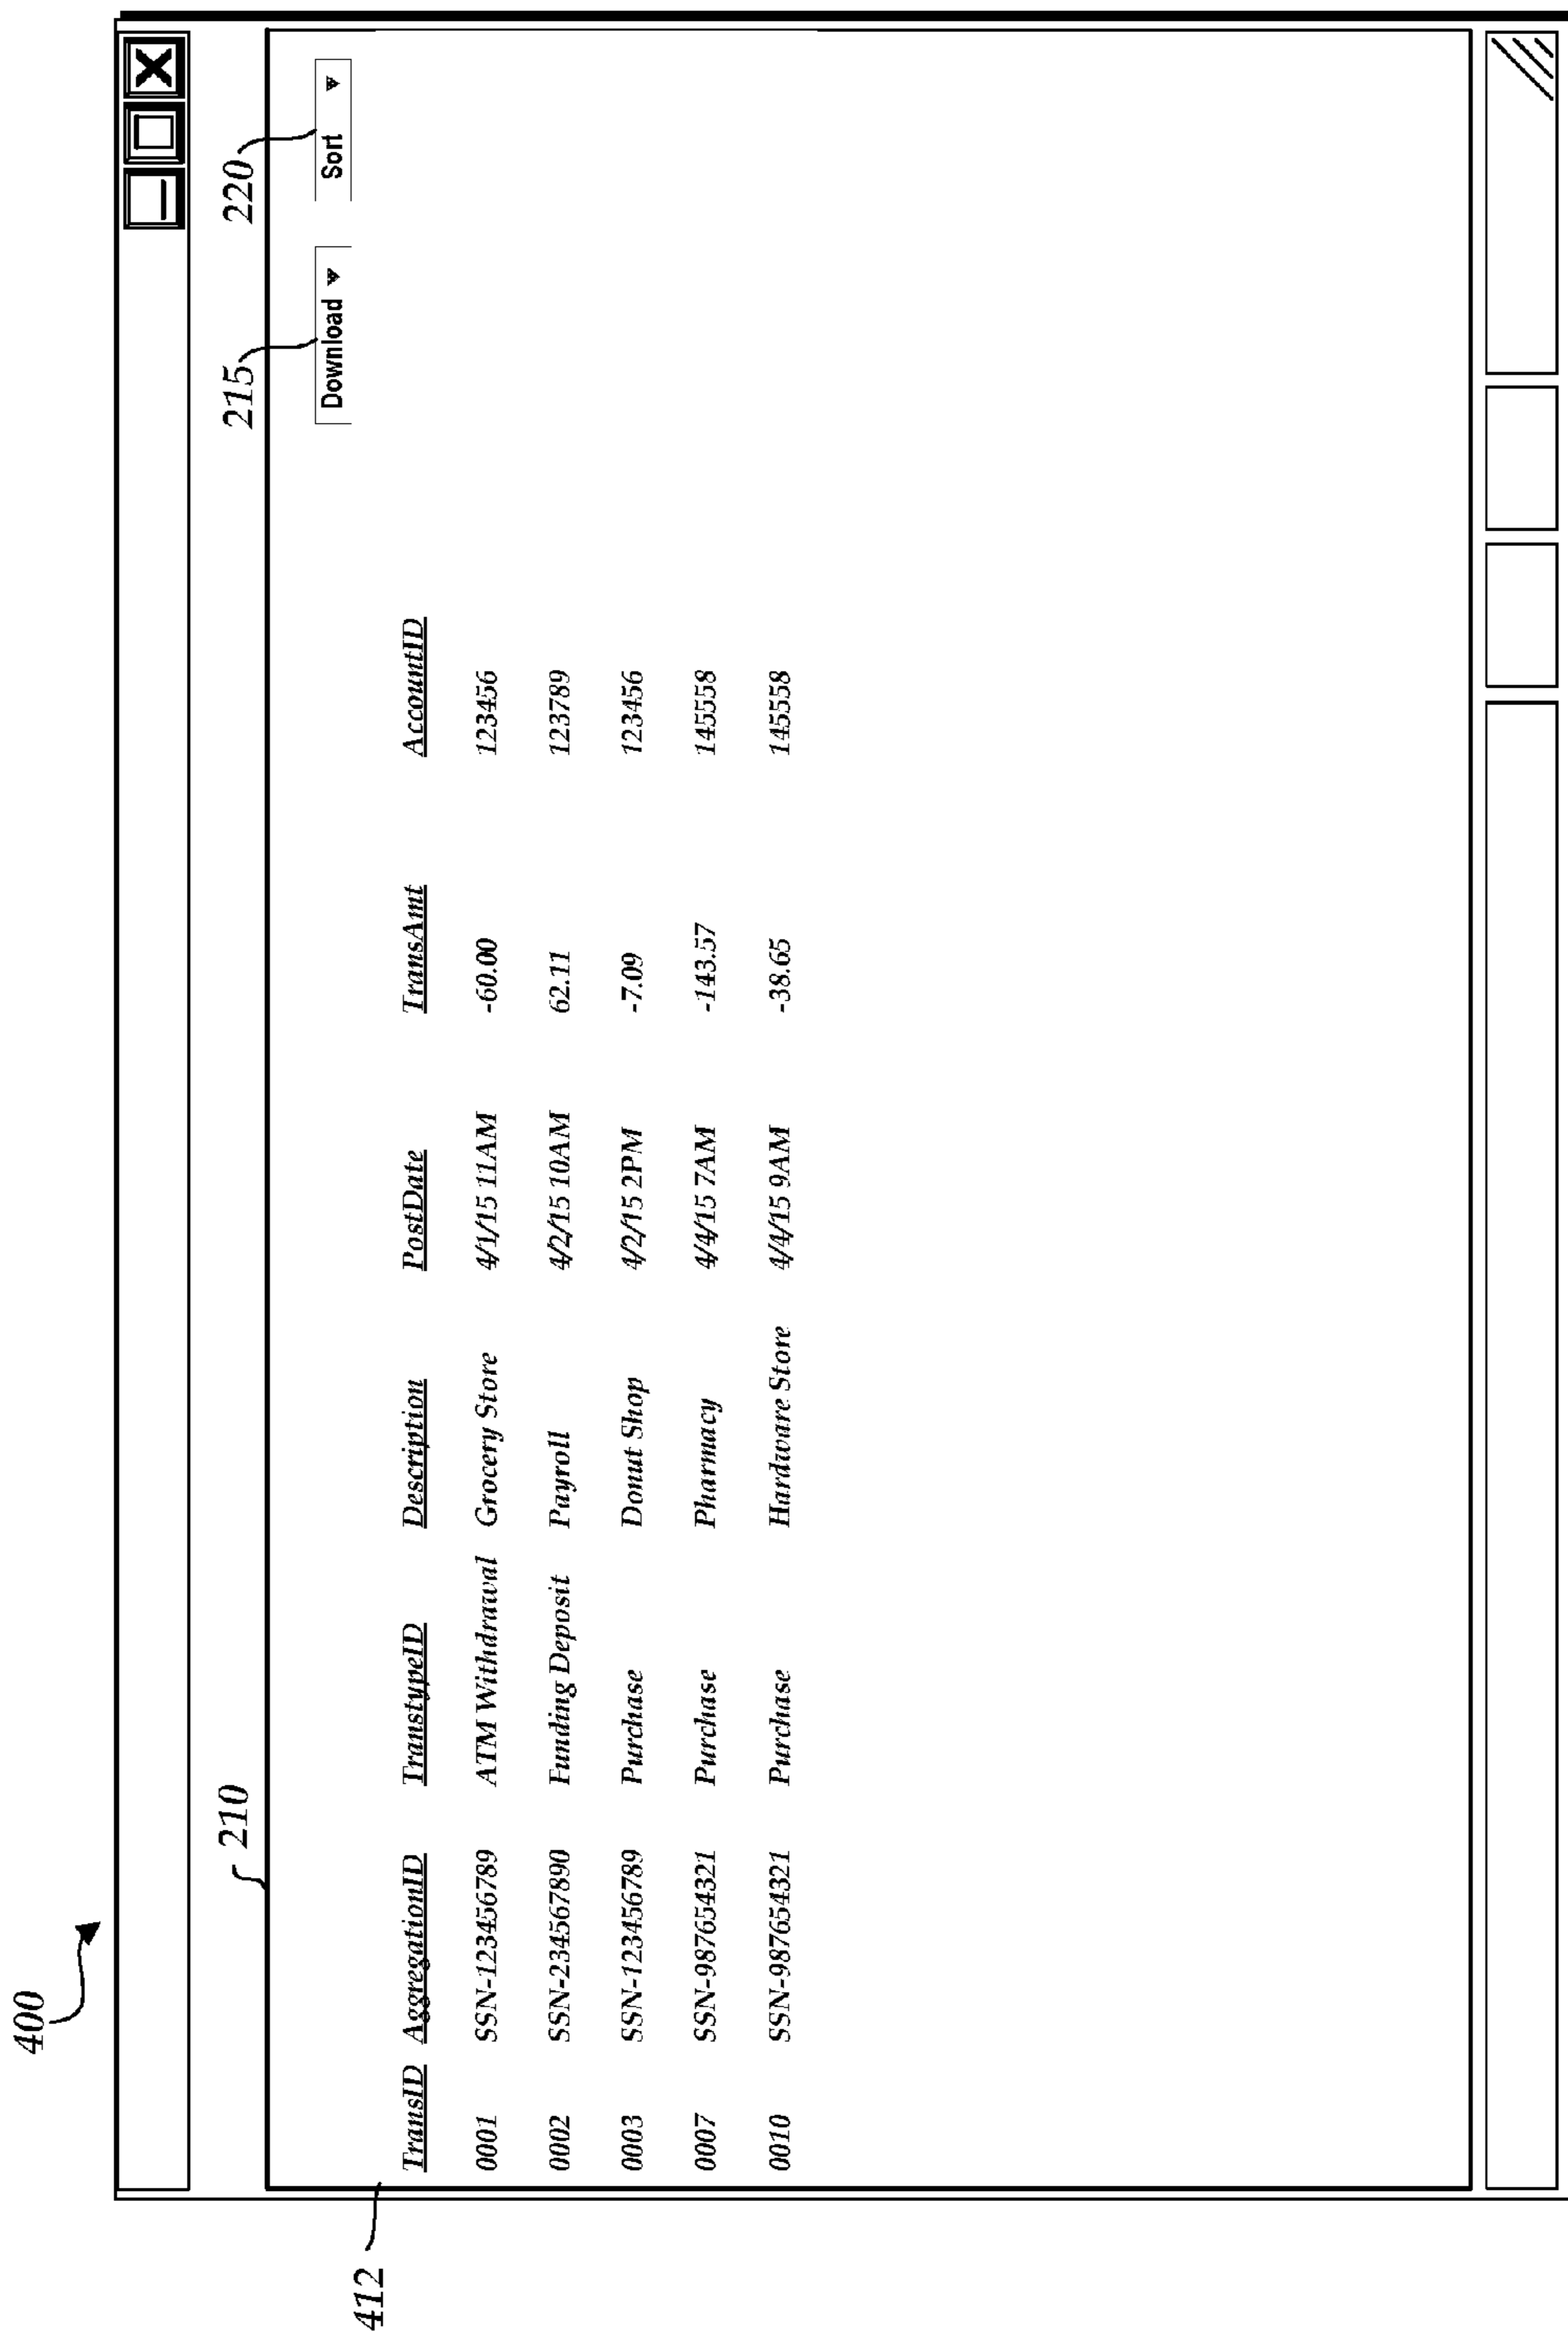 400
210
215
220
Download
Sort
412
TransID AggregationID TranstypeID Description PostDate TransAmt AccountID
0001 SSN-123456789 ATM Withdrawal Grocery Store 4/1/15 11AM -60.00 123456
0002 SSN-234567890 Funding Deposit Payroll 4/2/15 10AM 62.11 123789
0003 SSN-123456789 Purchase Donut Shop 4/2/15 2PM -7.09 123456
0007 SSN-987654321 Purchase Pharmacy 4/4/15 7AM -143.57 145558
0010 SSN-987654321 Purchase Hardware Store 4/4/15 9AM -38.65 145558